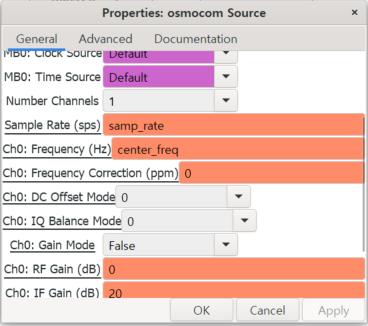 Properties: osmocom Source ×
General Advanced Documentation
MB0: Clock Source Default
MB0: Time Source Default
Number Channels 1
Sample Rate (sps) samp_rate
Ch0: Frequency (Hz) center_freq
Ch0: Frequency Correction (ppm) 0
Ch0: DC Offset Mode 0
Ch0: IQ Balance Mode 0
Ch0: Gain Mode False
Ch0: RF Gain (dB) 0
Ch0: IF Gain (dB) 20
OK Cancel Apply